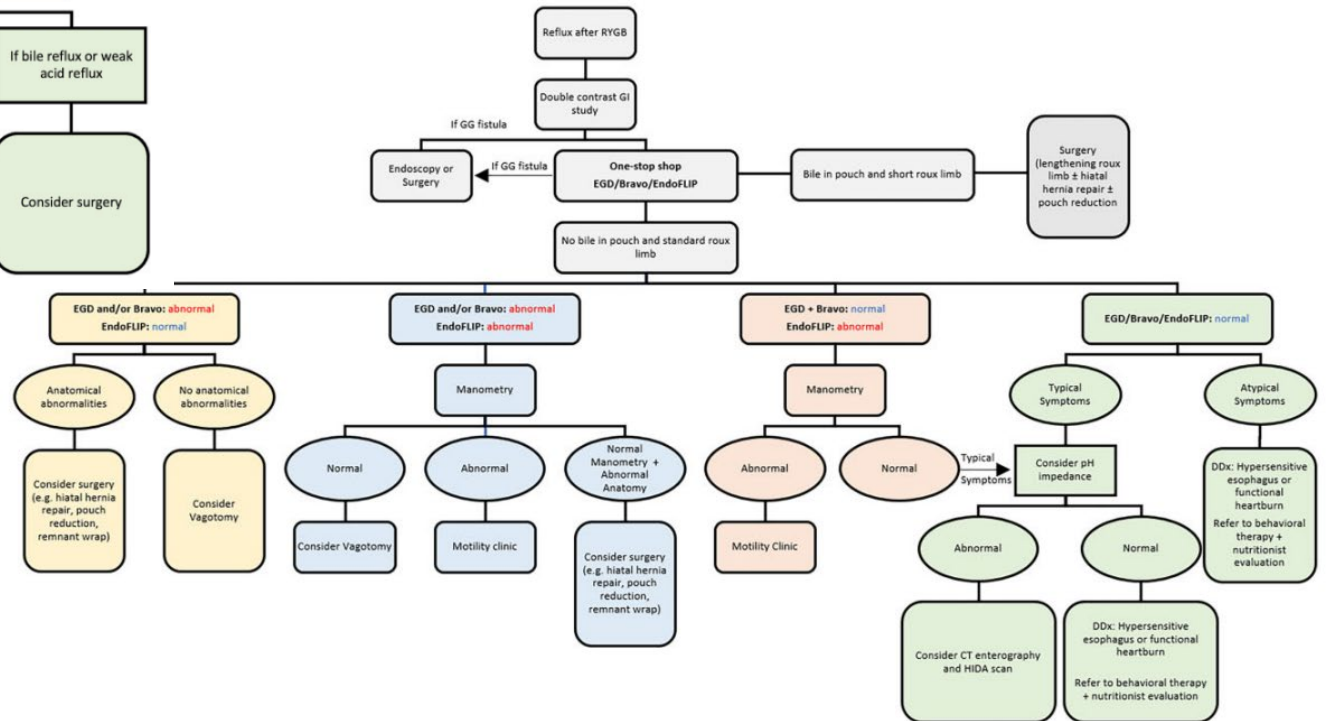 If bile reflux or weak
acid reflux
Consider surgery
Reflux after RYGB
Double contrast GI
study
If GG fistula
Endoscopy or
Surgery
If GG fistula
One-stop shop
EGD/Bravo/EndoFLIP
Bile in pouch and short roux limb
Surgery
(lengthening roux
limb ± hiatal
hernia repair ±
pouch reduction
No bile in pouch and standard roux
limb
EGD and/or Bravo: abnormal
EndoFLIP: normal
EGD and/or Bravo: abnormal
EndoFLIP: abnormal
EGD + Bravo: normal
EndoFLIP: abnormal
EGD/Bravo/EndoFLIP: normal
Anatomical
abnormalities
No anatomical
abnormalities
Consider surgery
(e.g. hiatal hernia
repair, pouch
reduction,
remnant wrap)
Consider
Vagotomy
Manometry
Normal
Abnormal
Normal
Manometry +
Abnormal
Anatomy
Consider Vagotomy
Motility clinic
Consider surgery
(e.g. hiatal hernia
repair, pouch
reduction,
remnant wrap)
Manometry
Abnormal
Normal
Motility Clinic
Typical
Symptoms
Typical
Symptoms
Atypical
Symptoms
Consider pH
impedance
DDx: Hypersensitive
esophagus or
functional
heartburn
Refer to behavioral
therapy +
nutritionist
evaluation
Abnormal
Normal
Consider CT enterography
and HIDA scan
DDx: Hypersensitive
esophagus or functional
heartburn
Refer to behavioral therapy
+ nutritionist evaluation